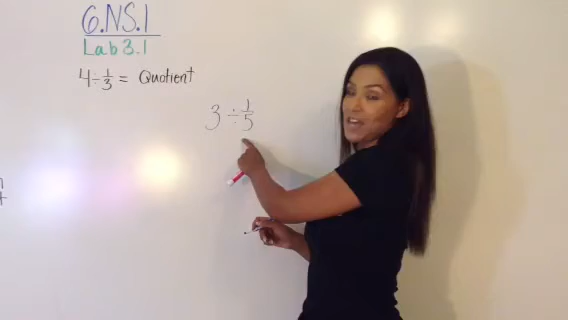 6.NS.1
Lab 3.1
4 ÷ 1/3 = Quotient
3 ÷ 1/5